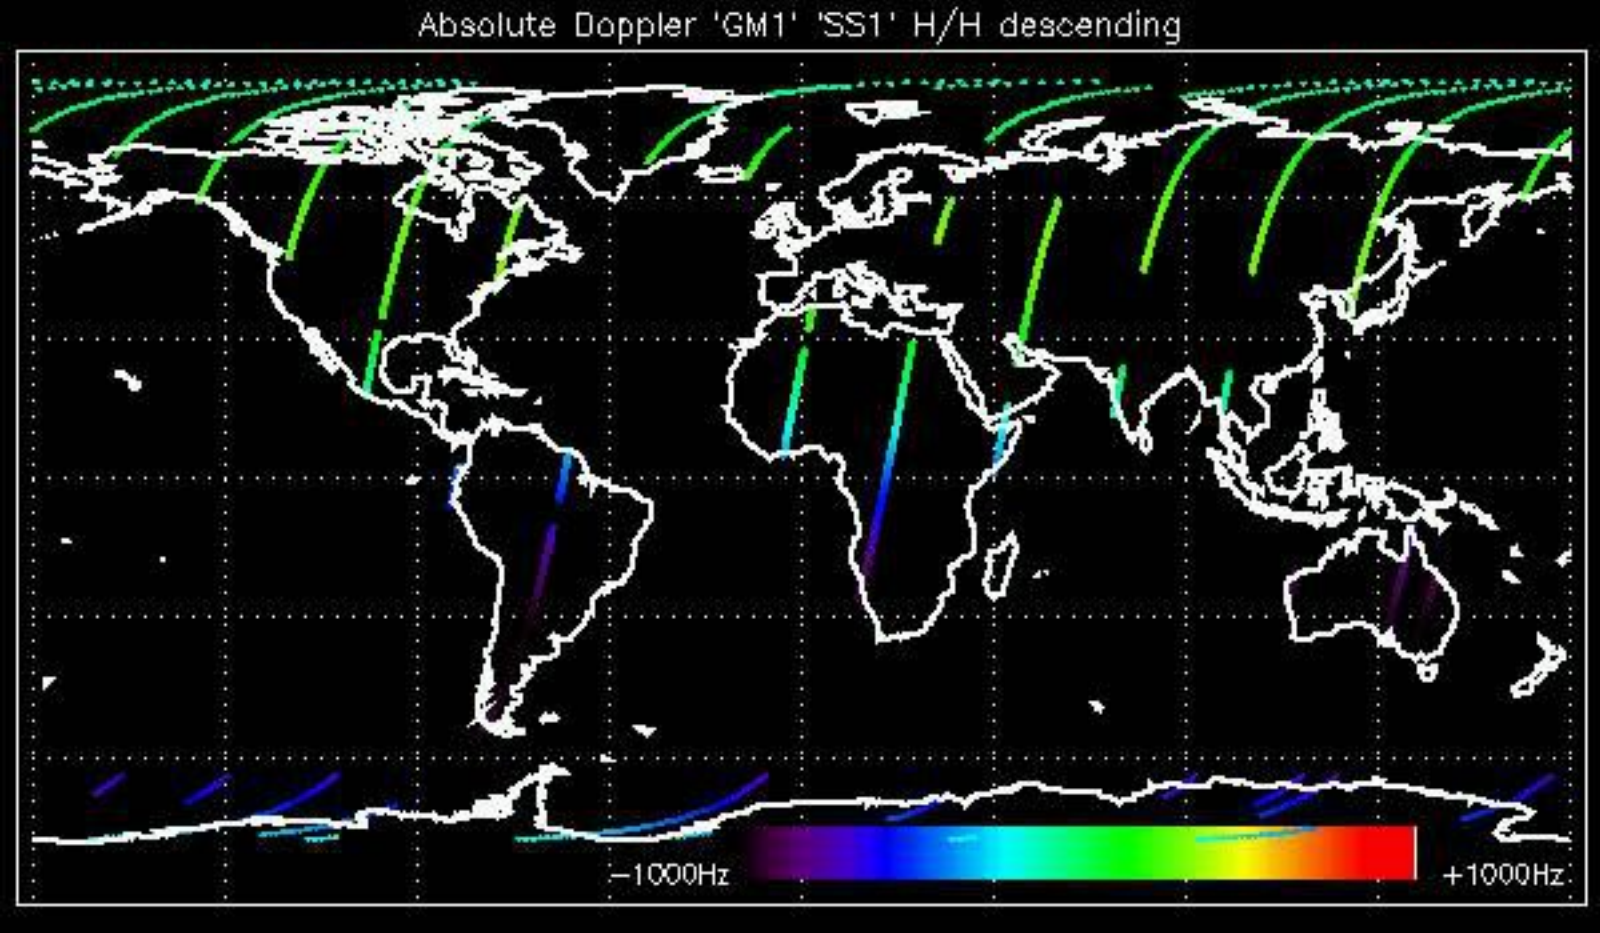 Absolute Doppler 'GM1' 'SS1' H/H descending
−1000Hz +1000Hz